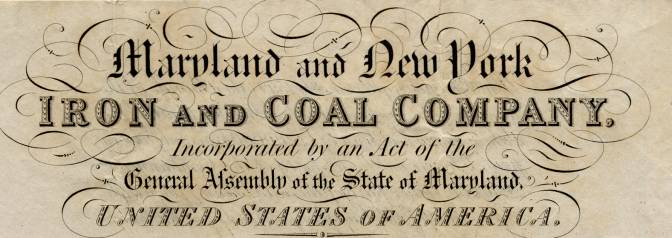 Maryland and New York
IRON AND COAL COMPANY,
Incorporated by an Act of the
General Aſsembly of the State of Maryland,
UNITED STATES OF AMERICA.